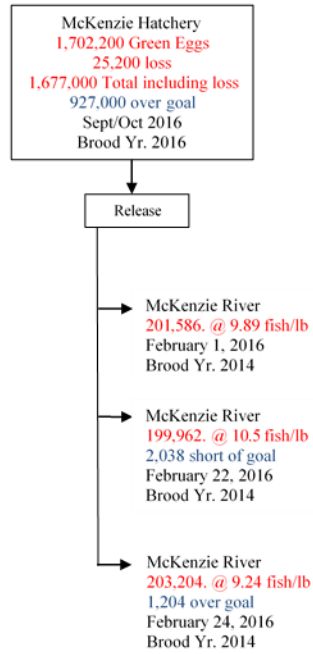 McKenzie Hatchery
1,702,200 Green Eggs
25,200 loss
1,677,000 Total including loss
927,000 over goal
Sept/Oct 2016
Brood Yr. 2016
Release
McKenzie River
201,586. @ 9.89 fish/lb
February 1, 2016
Brood Yr. 2014
McKenzie River
199,962. @ 10.5 fish/lb
2,038 short of goal
February 22, 2016
Brood Yr. 2014
McKenzie River
203,204. @ 9.24 fish/lb
1,204 over goal
February 24, 2016
Brood Yr. 2014